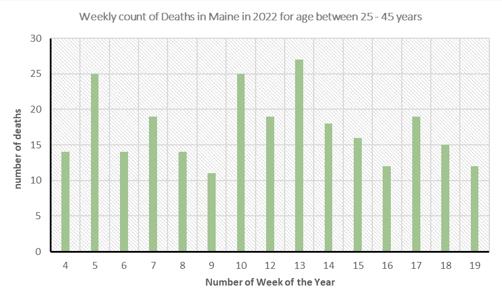 Weekly count of Deaths in Maine in 2022 for age between 25 - 45 years
30
25
20
15
10
5
0
number of deaths
4 5 6 7 8 9 10 12 13 14 15 16 17 18 19
Number of Week of the Year